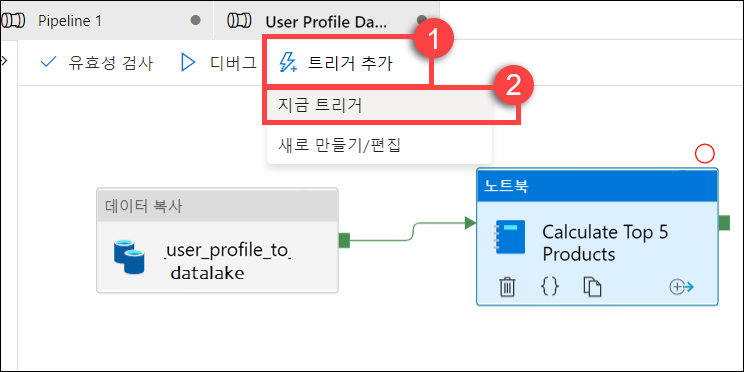 Pipeline 1
User Profile Da...
1
유효성 검사
디버그
트리거 추가
2
지금 트리거
새로 만들기/편집
데이터 복사
_user_profile_to_
datalake
노트북
Calculate Top 5
Products